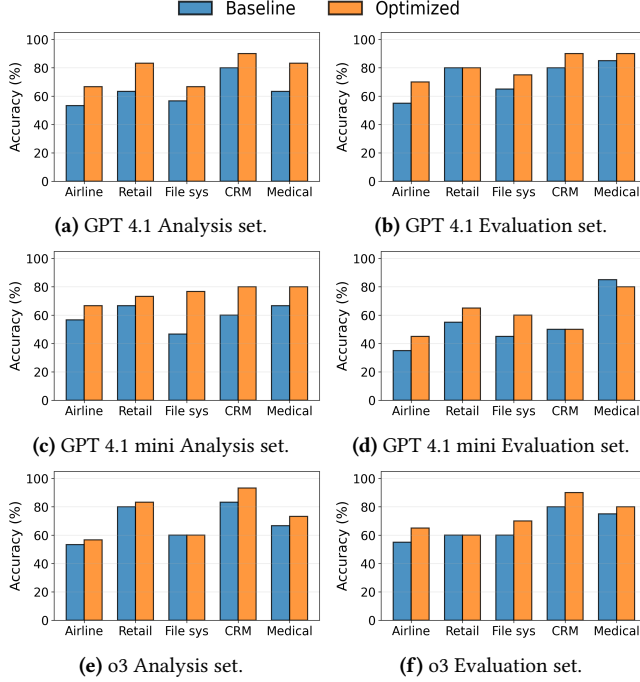 Baseline Optimized
Accuracy (%)
100
80
60
40
20
0
Airline Retail File sys CRM Medical
(a) GPT 4.1 Analysis set.
Accuracy (%)
100
80
60
40
20
0
Airline Retail File sys CRM Medical
(b) GPT 4.1 Evaluation set.
Accuracy (%)
100
80
60
40
20
0
Airline Retail File sys CRM Medical
(c) GPT 4.1 mini Analysis set.
Accuracy (%)
100
80
60
40
20
0
Airline Retail File sys CRM Medical
(d) GPT 4.1 mini Evaluation set.
Accuracy (%)
100
80
60
40
20
0
Airline Retail File sys CRM Medical
(e) o3 Analysis set.
Accuracy (%)
100
80
60
40
20
0
Airline Retail File sys CRM Medical
(f) o3 Evaluation set.